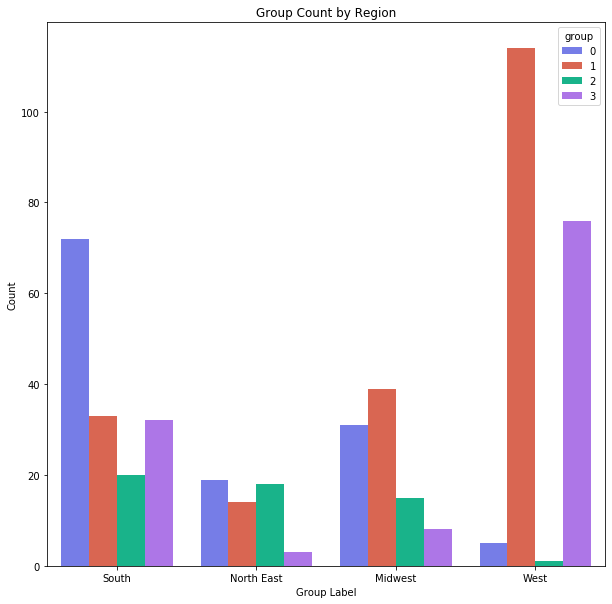 Group Count by Region
group
0
1
2
3
Count
100
80
60
40
20
0
South North East Midwest West
Group Label